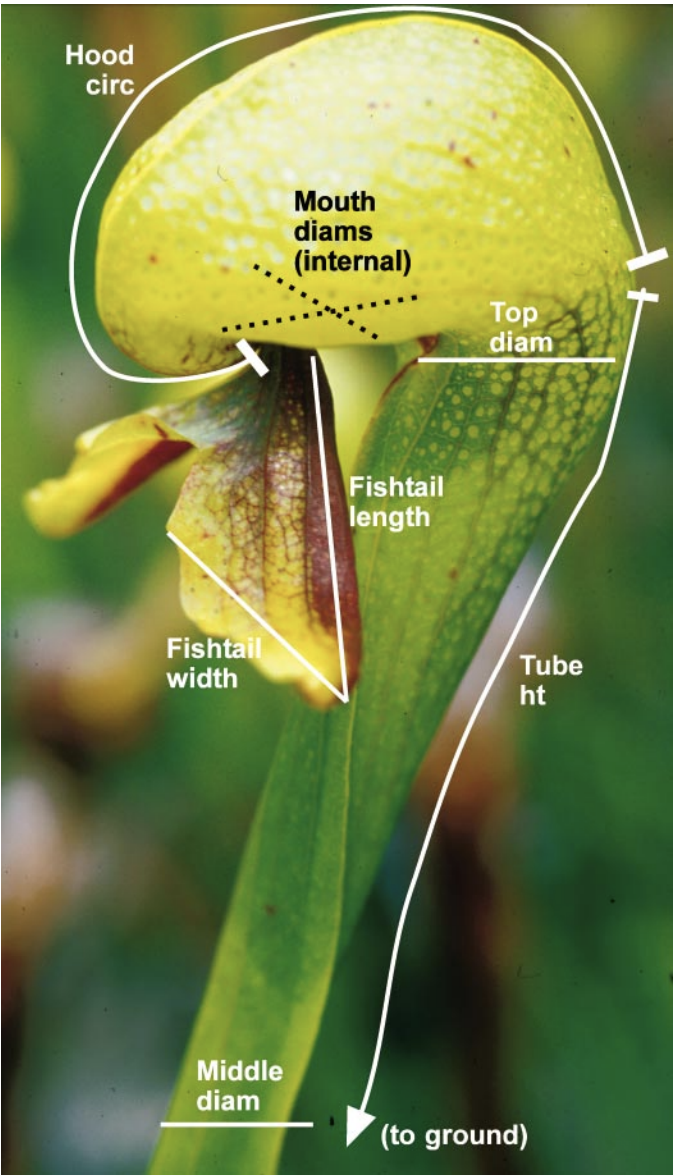 Hood
circ
Mouth
diams
(internal)
Top
diam
Fishtail
length
Fishtail
width
Tube
ht
Middle
diam
(to ground)